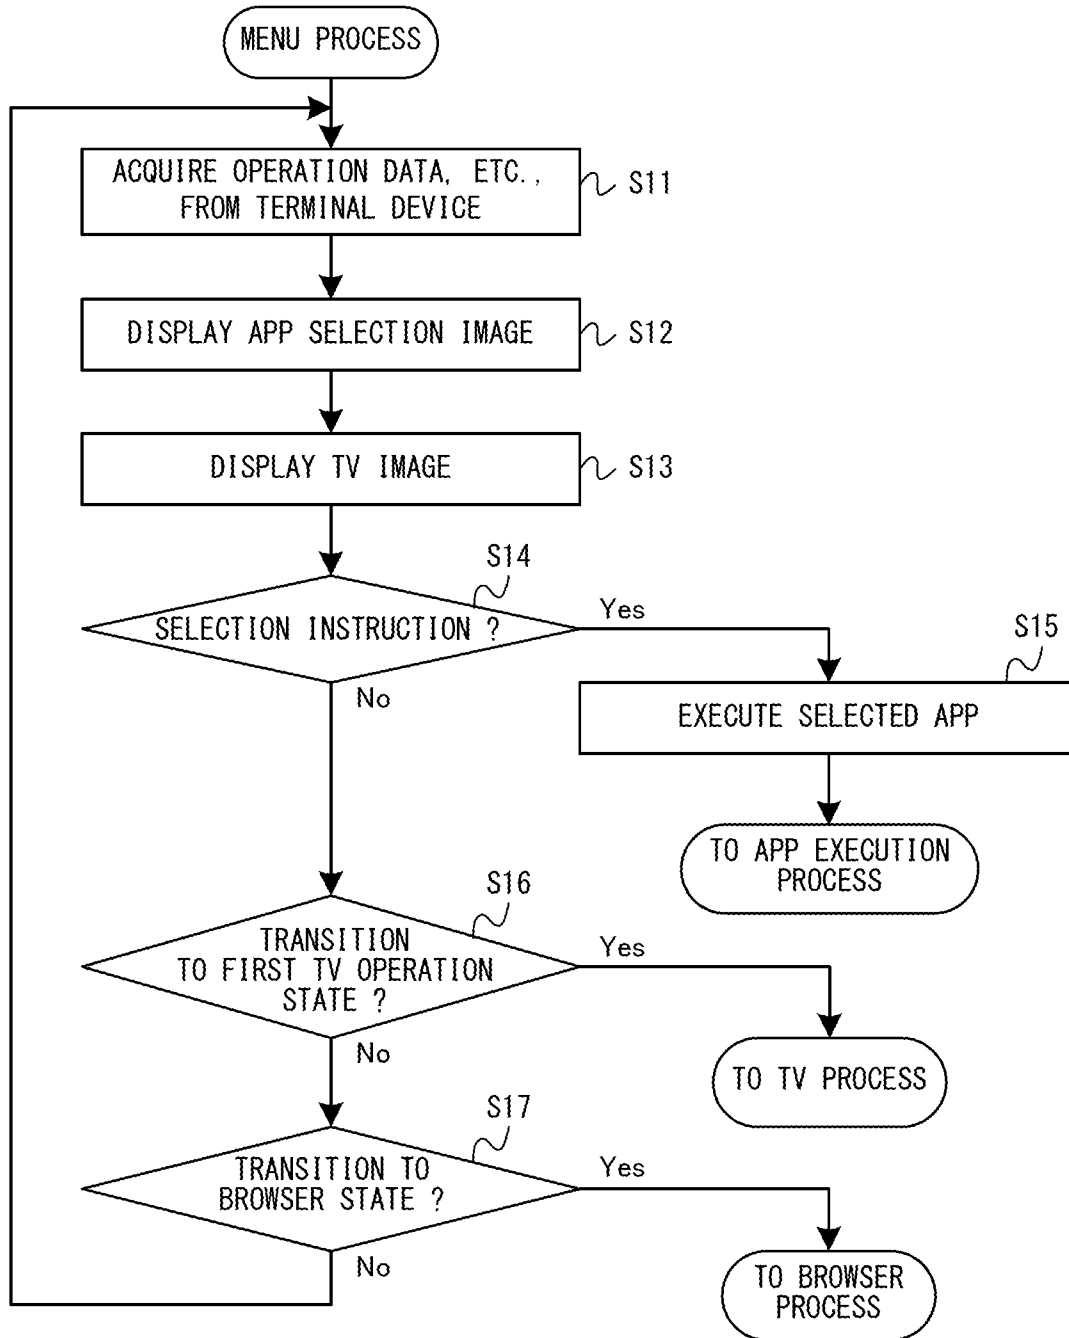 MENU PROCESS
ACQUIRE OPERATION DATA, ETC.,
FROM TERMINAL DEVICE
S11
DISPLAY APP SELECTION IMAGE
S12
DISPLAY TV IMAGE
S13
S14
SELECTION INSTRUCTION ?
Yes
No
S15
EXECUTE SELECTED APP
TO APP EXECUTION
PROCESS
S16
TRANSITION
TO FIRST TV OPERATION
STATE ?
Yes
No
TO TV PROCESS
S17
TRANSITION TO
BROWSER STATE ?
Yes
No
TO BROWSER
PROCESS